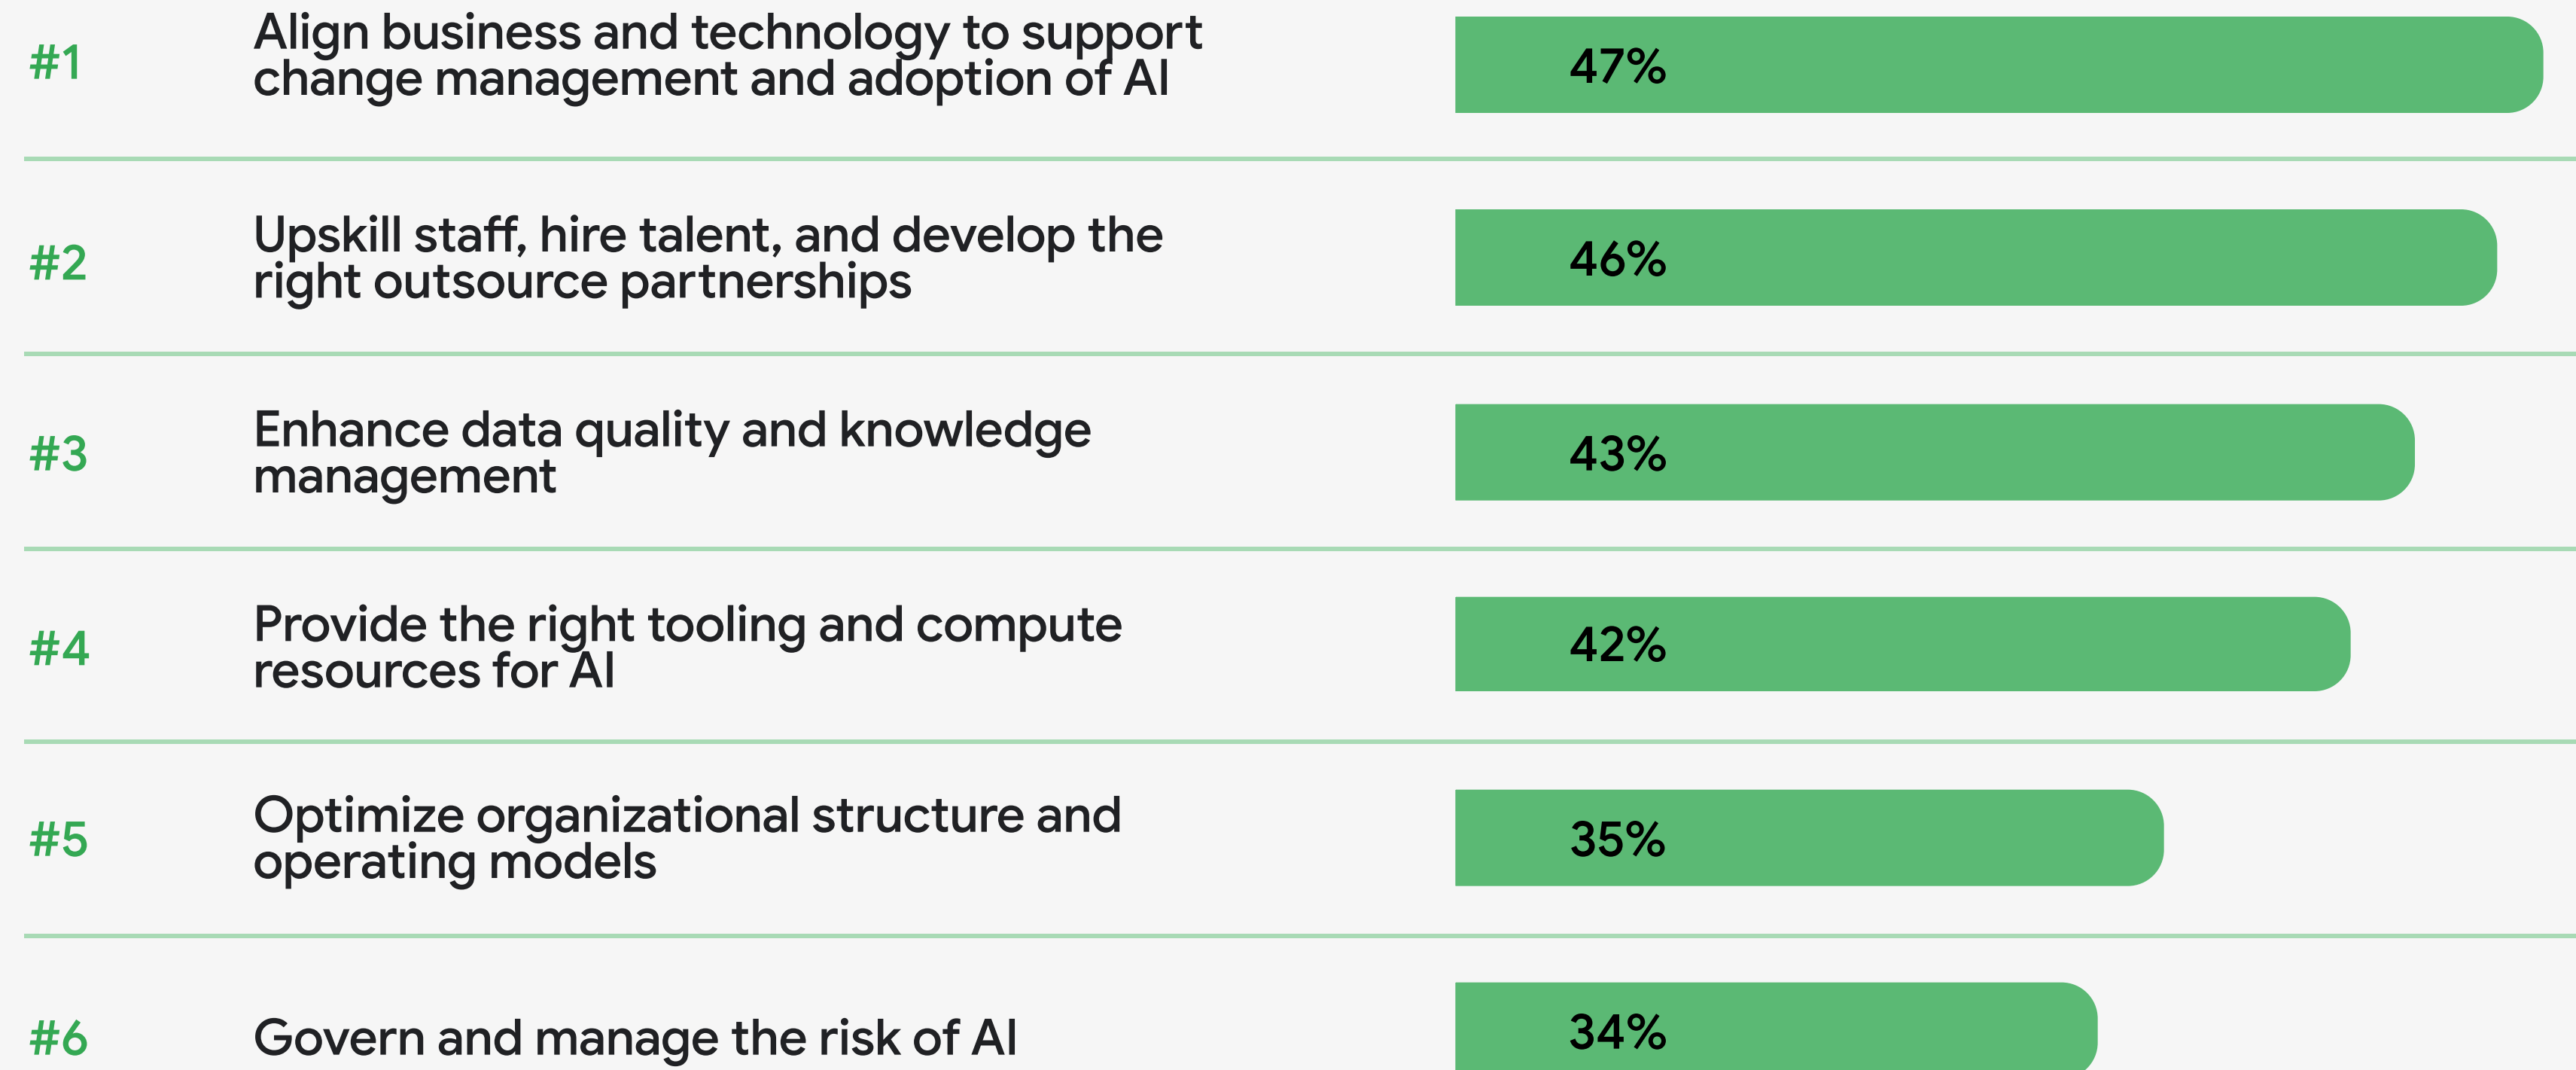 #1
Align business and technology to support
change management and adoption of AI
47%
#2
Upskill staff, hire talent, and develop the
right outsource partnerships
46%
#3
Enhance data quality and knowledge
management
43%
#4
Provide the right tooling and compute
resources for AI
42%
#5
Optimize organizational structure and
operating models
35%
#6
Govern and manage the risk of AI
34%